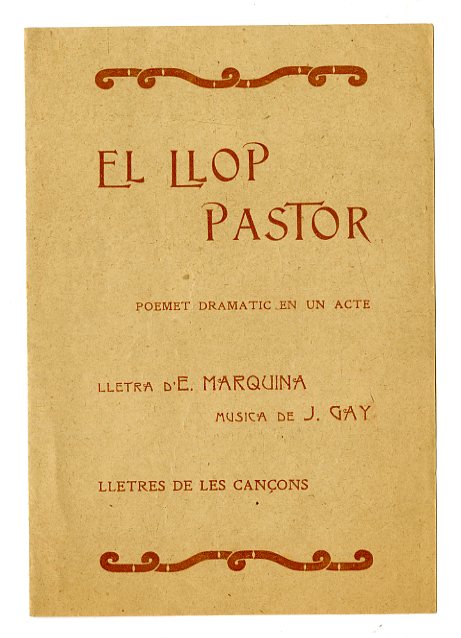 EL LLOP
PASTOR
POEMET DRAMATIC EN UN ACTE
LLETRA D'E. MARQUINA
MUSICA DE J. GAY
LLETRES DE LES CANÇONS